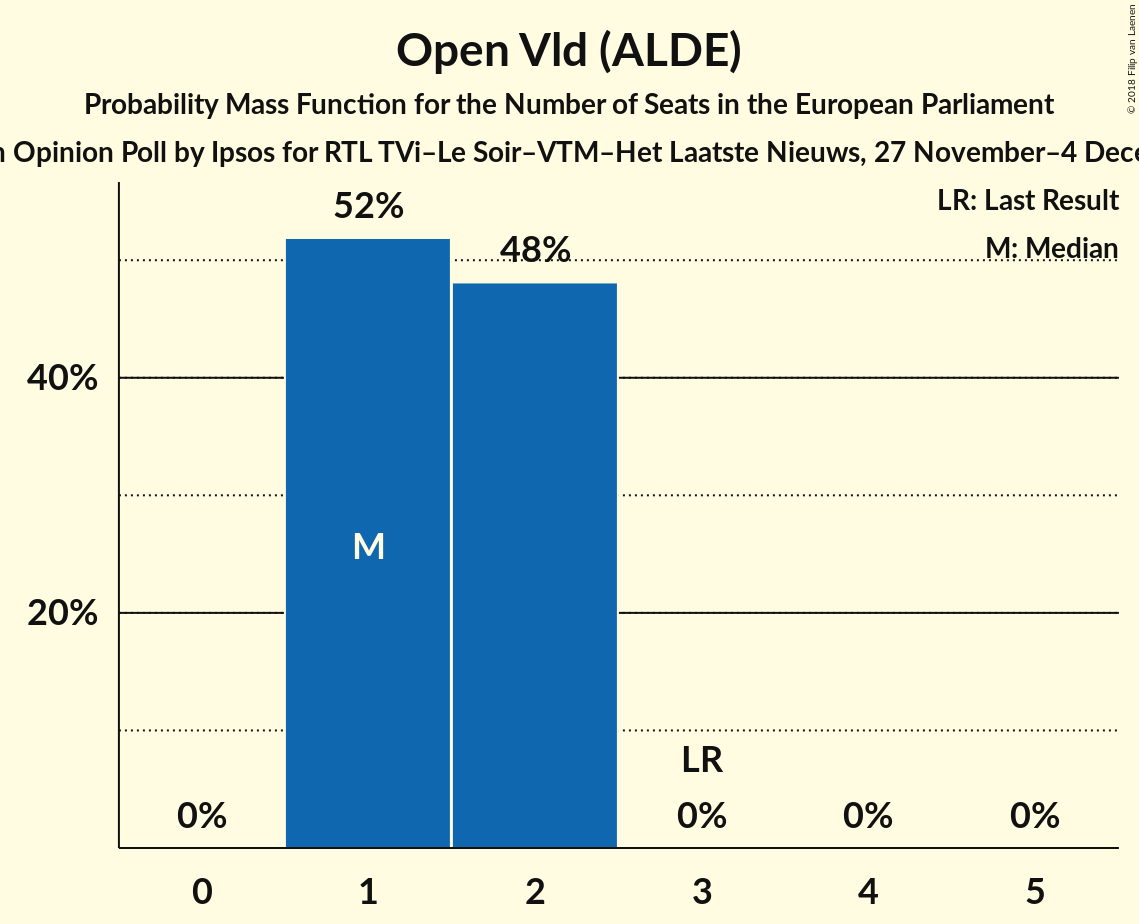 Open Vld (ALDE)
Probability Mass Function for the Number of Seats in the European Parliament
Opinion Poll by Ipsos for RTL TVi–Le Soir–VTM–Het Laatste Nieuws, 27 November–4
© 2018 Filip van Laenen
LR: Last Result
M: Median
52%
48%
40%
20%
M
LR
0%
0%
0%
0%
0
1
2
3
4
5